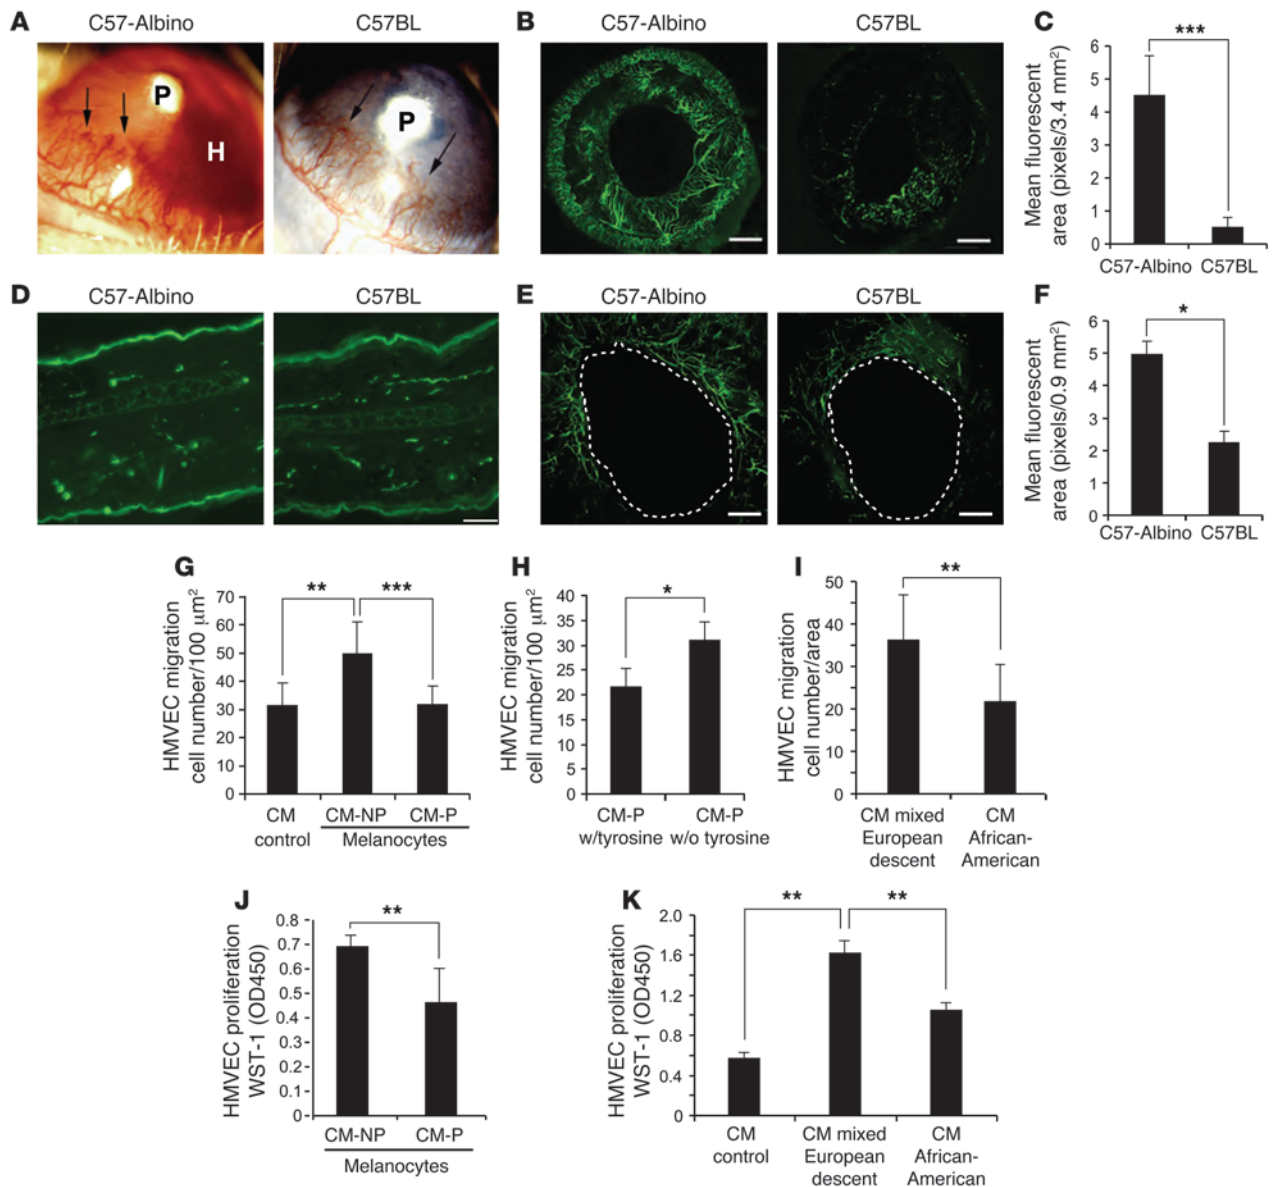 A C57-Albino C57BL
P H P
B C57-Albino C57BL
C
***
Mean fluorescent
area (pixels/3.4 mm²)
6
5
4
3
2
1
0
C57-Albino C57BL
D C57-Albino C57BL
E C57-Albino C57BL
F
*
Mean fluorescent
area (pixels/0.9 mm²)
6
5
4
3
2
1
0
C57-Albino C57BL
G
** ***
HMVEC migration
cell number/100 μm²
70
60
50
40
30
20
10
0
CM CM-NP CM-P
control Melanocytes
H
*
HMVEC migration
cell number/100 μm²
40
35
30
25
20
15
10
5
0
CM-P CM-P
w/tyrosine w/o tyrosine
I
**
HMVEC migration
cell number/area
50
40
30
20
10
0
CM mixed CM
European African-
descent American
J
**
HMVEC proliferation
WST-1 (OD450)
0.8
0.7
0.6
0.5
0.4
0.3
0.2
0.1
0
CM-NP CM-P
Melanocytes
K
** **
HMVEC proliferation
WST-1 (OD450)
2.0
1.6
1.2
0.8
0.4
0
CM CM mixed CM
control European African-
descent American